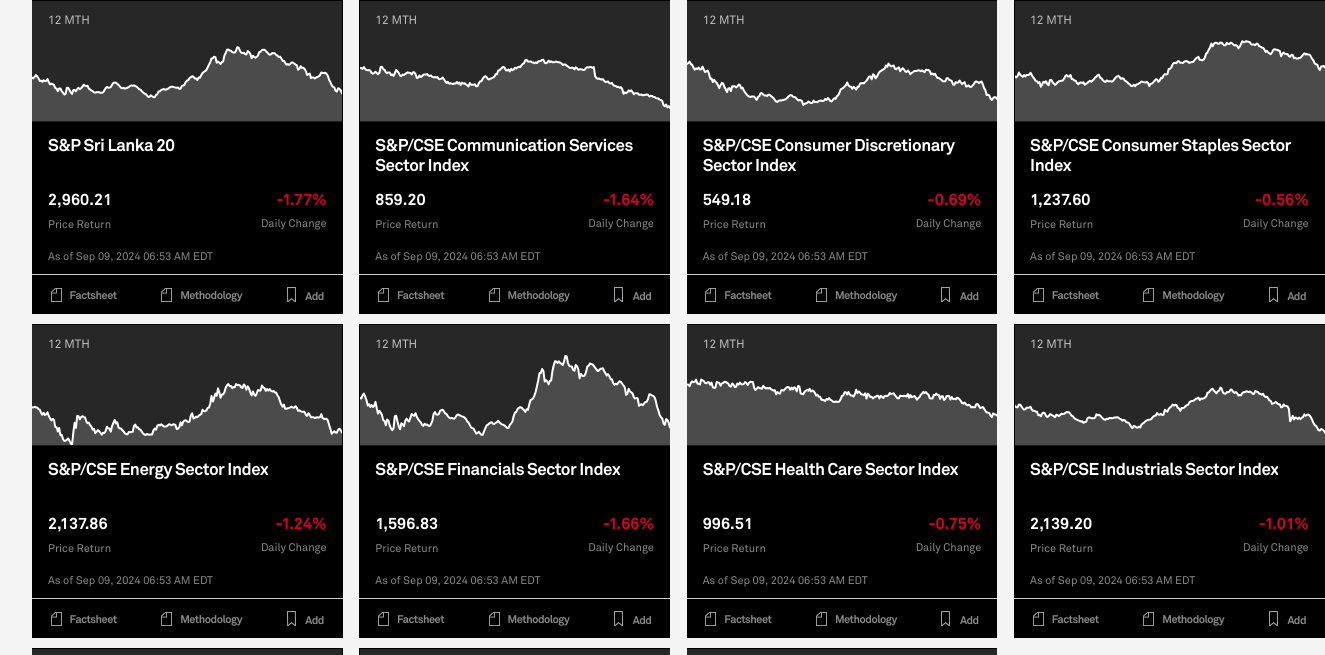 12 MTH
12 MTH
12 MTH
12 MTH
S&P Sri Lanka 20
S&P/CSE Communication Services
Sector Index
S&P/CSE Consumer Discretionary
Sector Index
S&P/CSE Consumer Staples Sector
Index
2,960.21 -1.77%
Price Return Daily Change
859.20 -1.64%
Price Return Daily Change
549.18 -0.69%
Price Return Daily Change
1,237.60 -0.56%
Price Return Daily Change
As of Sep 09, 2024 06:53 AM EDT
As of Sep 09, 2024 06:53 AM EDT
As of Sep 09, 2024 06:53 AM EDT
As of Sep 09, 2024 06:53 AM EDT
Factsheet Methodology Add
Factsheet Methodology Add
Factsheet Methodology Add
Factsheet Methodology Add
12 MTH
12 MTH
12 MTH
12 MTH
S&P/CSE Energy Sector Index
S&P/CSE Financials Sector Index
S&P/CSE Health Care Sector Index
S&P/CSE Industrials Sector Index
2,137.86 -1.24%
Price Return Daily Change
1,596.83 -1.66%
Price Return Daily Change
996.51 -0.75%
Price Return Daily Change
2,139.20 -1.01%
Price Return Daily Change
As of Sep 09, 2024 06:53 AM EDT
As of Sep 09, 2024 06:53 AM EDT
As of Sep 09, 2024 06:53 AM EDT
As of Sep 09, 2024 06:53 AM EDT
Factsheet Methodology Add
Factsheet Methodology Add
Factsheet Methodology Add
Factsheet Methodology Add